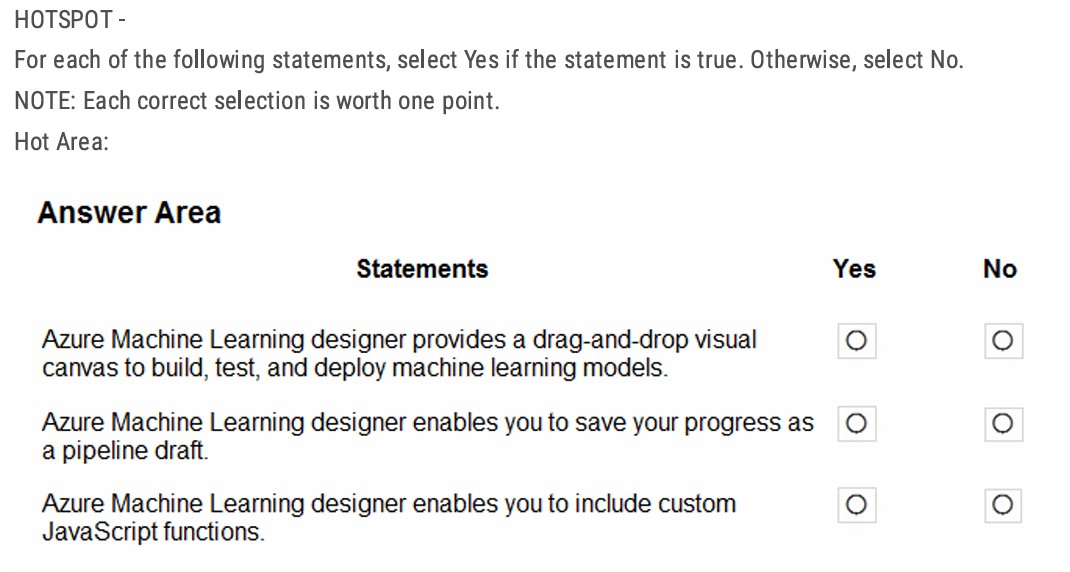 HOTSPOT -
For each of the following statements, select Yes if the statement is true. Otherwise, select No.
NOTE: Each correct selection is worth one point.
Hot Area:
Answer Area
Statements Yes No
Azure Machine Learning designer provides a drag-and-drop visual
canvas to build, test, and deploy machine learning models.
Azure Machine Learning designer enables you to save your progress as
a pipeline draft.
Azure Machine Learning designer enables you to include custom
JavaScript functions.